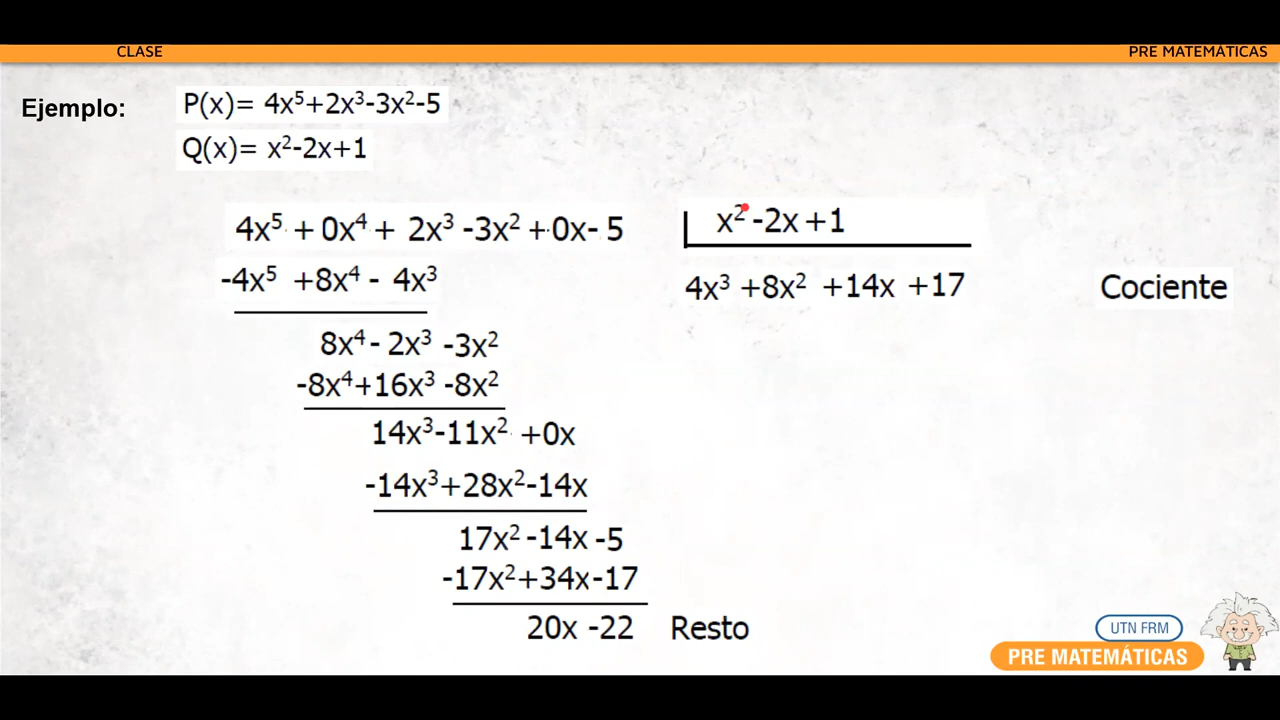 CLASE PRE MATEMÁTICAS
Ejemplo: P(x)= 4x⁵+2x³-3x²-5
Q(x)= x²-2x+1
4x⁵ + 0x⁴ + 2x³ -3x² +0x- 5 x² -2x +1
-4x⁵ +8x⁴ - 4x³ 4x³ +8x² +14x +17 Cociente
8x⁴ - 2x³ -3x²
-8x⁴+16x³ -8x²
14x³-11x² +0x
-14x³+28x²-14x
17x² -14x -5
-17x²+34x-17
20x -22 Resto
UTN FRM
PRE MATEMÁTICAS